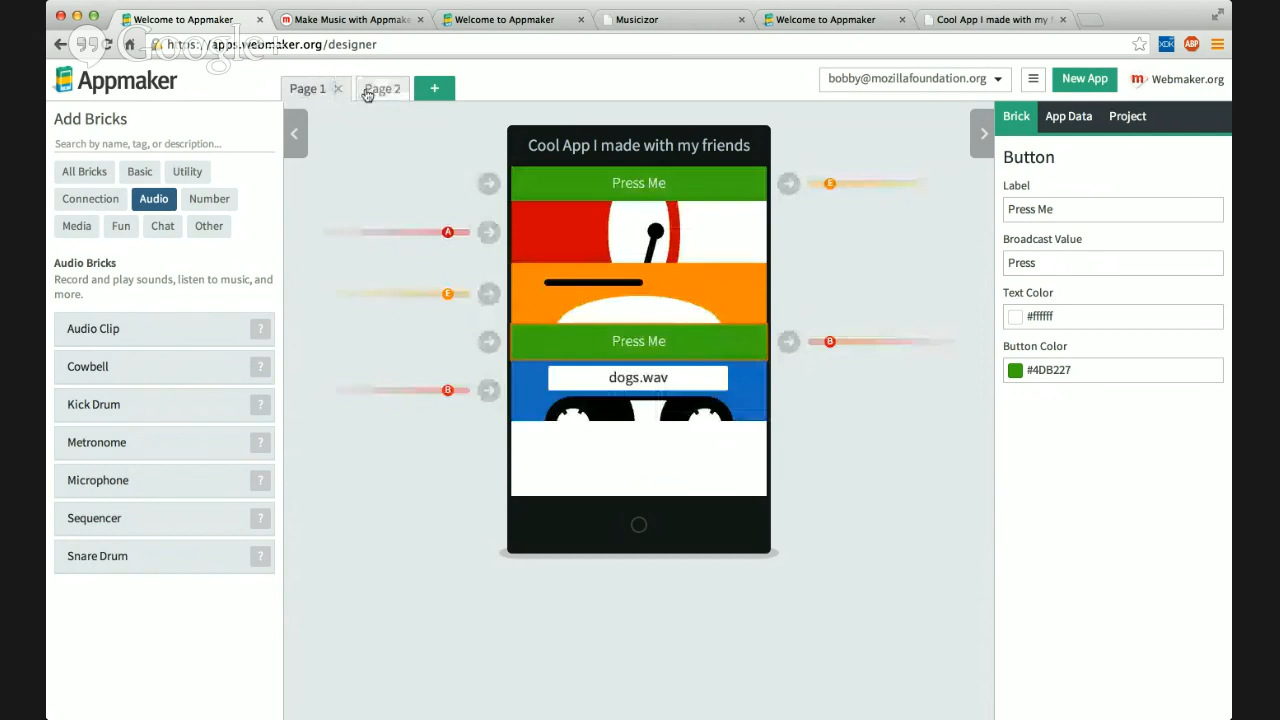 Welcome to Appmaker
Make Music with Appmake
Welcome to Appmaker
Musicizor
Welcome to Appmaker
Cool App I made with my f
https://apps.webmaker.org/designer
XDK
ABP
Google+
Appmaker
Page 1
Page 2
+
bobby@mozillafoundation.org
New App
Webmaker.org
Add Bricks
Search by name, tag, or description...
All Bricks
Basic
Utility
Connection
Audio
Number
Media
Fun
Chat
Other
Audio Bricks
Record and play sounds, listen to music, and
more.
Audio Clip ?
Cowbell ?
Kick Drum ?
Metronome ?
Microphone ?
Sequencer ?
Snare Drum ?
Cool App I made with my friends
Press Me
E
A
E
Press Me
B
dogs.wav
B
Brick
App Data
Project
Button
Label
Press Me
Broadcast Value
Press
Text Color
#ffffff
Button Color
#4DB227